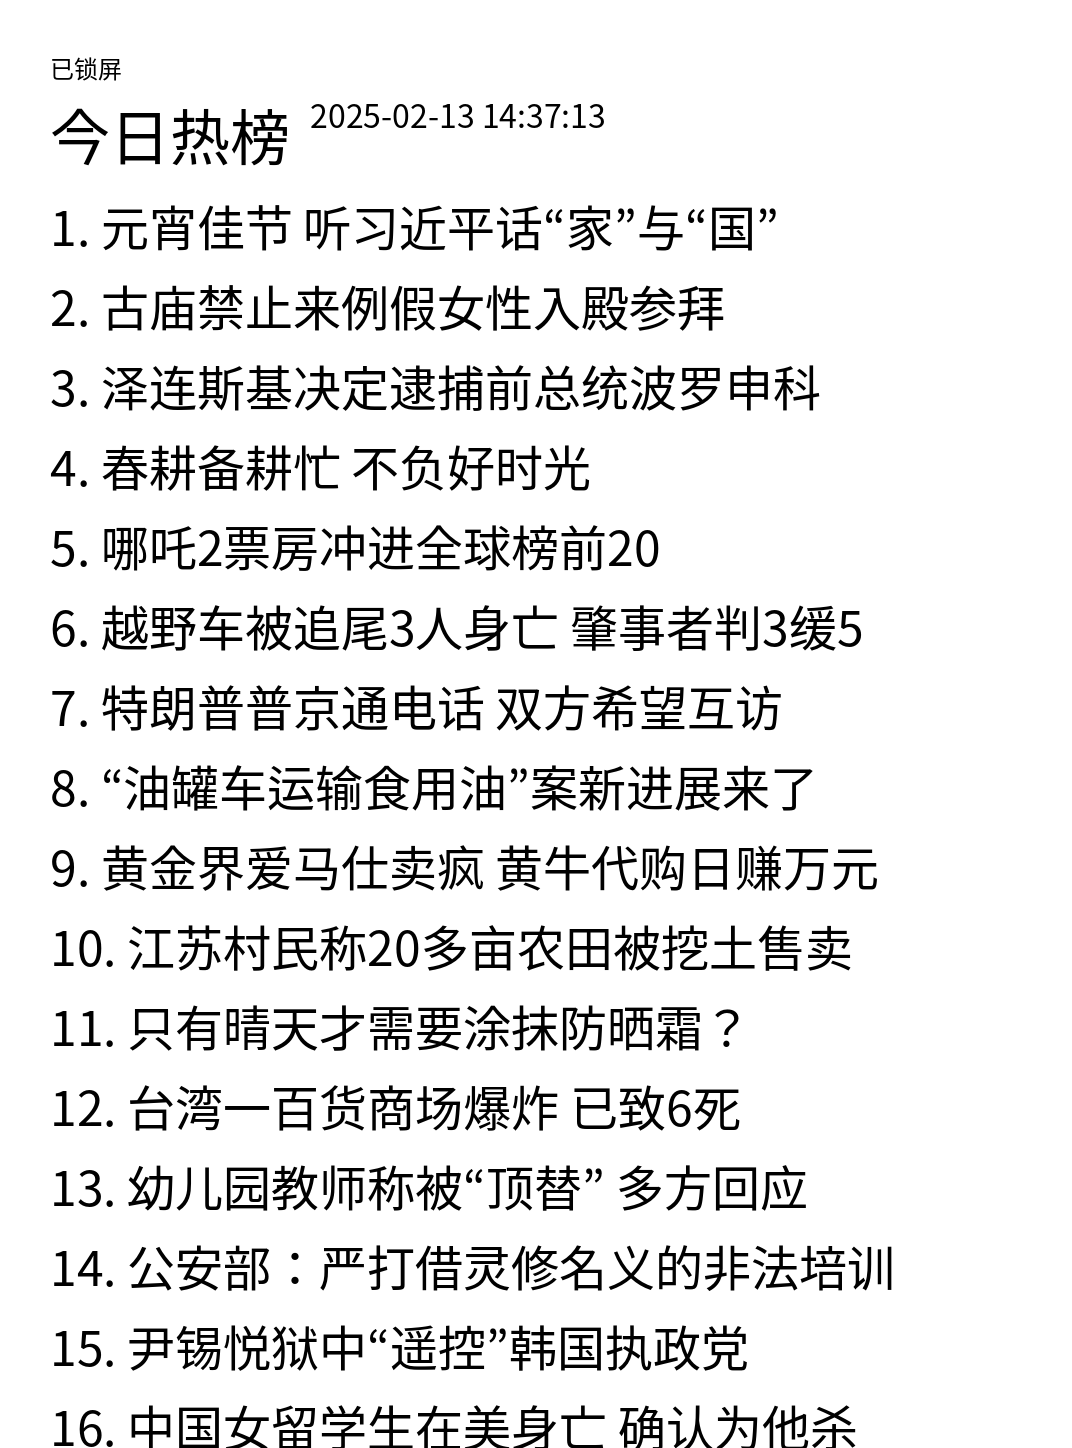 已锁屏
今日热榜 2025-02-13 14:37:13
1. 元宵佳节 听习近平话“家”与“国”
2. 古庙禁止来例假女性入殿参拜
3. 泽连斯基决定逮捕前总统波罗申科
4. 春耕备耕忙 不负好时光
5. 哪吒2票房冲进全球榜前20
6. 越野车被追尾3人身亡 肇事者判3缓5
7. 特朗普普京通电话 双方希望互访
8. “油罐车运输食用油”案新进展来了
9. 黄金界爱马仕卖疯 黄牛代购日赚万元
10. 江苏村民称20多亩农田被挖土售卖
11. 只有晴天才需要涂抹防晒霜？
12. 台湾一百货商场爆炸 已致6死
13. 幼儿园教师称被“顶替” 多方回应
14. 公安部：严打借灵修名义的非法培训
15. 尹锡悦狱中“遥控”韩国执政党
16. 中国女留学生在美身亡 确认为他杀